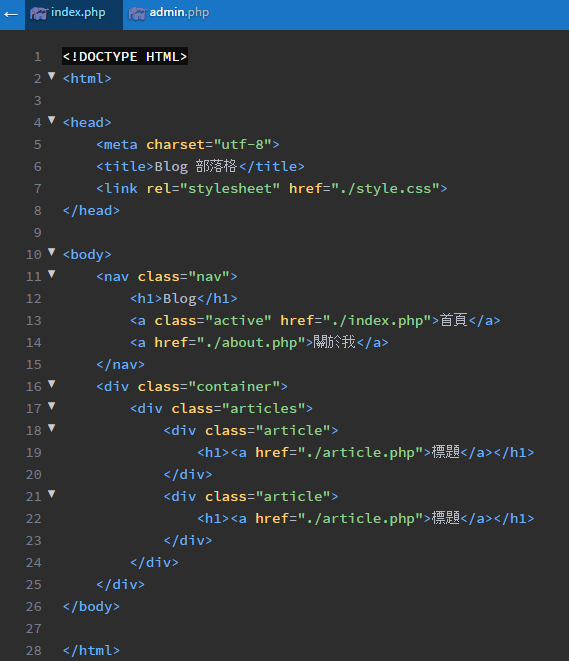 ← index.php admin.php
1 <!DOCTYPE HTML>
2 ▼ <html>
3
4 ▼ <head>
5     <meta charset="utf-8">
6     <title>Blog 部落格</title>
7     <link rel="stylesheet" href="./style.css">
8 </head>
9
10 ▼ <body>
11 ▼     <nav class="nav">
12         <h1>Blog</h1>
13         <a class="active" href="./index.php">首頁</a>
14         <a href="./about.php">關於我</a>
15     </nav>
16 ▼     <div class="container">
17 ▼         <div class="articles">
18 ▼             <div class="article">
19                 <h1><a href="./article.php">標題</a></h1>
20             </div>
21 ▼             <div class="article">
22                 <h1><a href="./article.php">標題</a></h1>
23             </div>
24         </div>
25     </div>
26 </body>
27
28 </html>